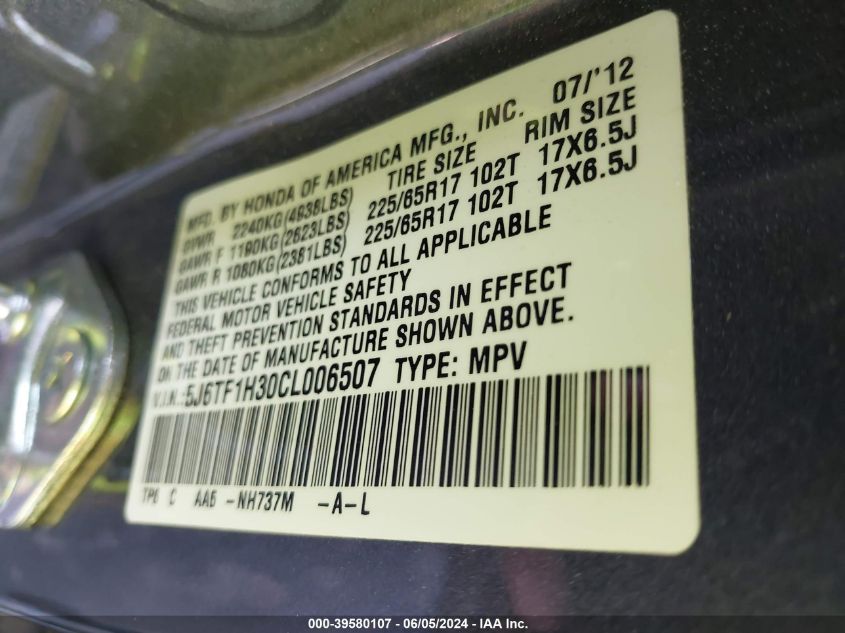 MFD. BY HONDA OF AMERICA MFG., INC. 07/'12
GVWR 2240KG(4938LBS) TIRE SIZE RIM SIZE
GAWR F 1190KG(2623LBS) 225/65R17 102T 17X6.5J
GAWR R 1080KG(2381LBS) 225/65R17 102T 17X6.5J
THIS VEHICLE CONFORMS TO ALL APPLICABLE
FEDERAL MOTOR VEHICLE SAFETY
AND THEFT PREVENTION STANDARDS IN EFFECT
ON THE DATE OF MANUFACTURE SHOWN ABOVE.
V.I.N.:5J6TF1H30CL006507 TYPE: MPV
TP6 C AA5 -NH737M -A-L
000-39580107 - 06/05/2024 - IAA Inc.